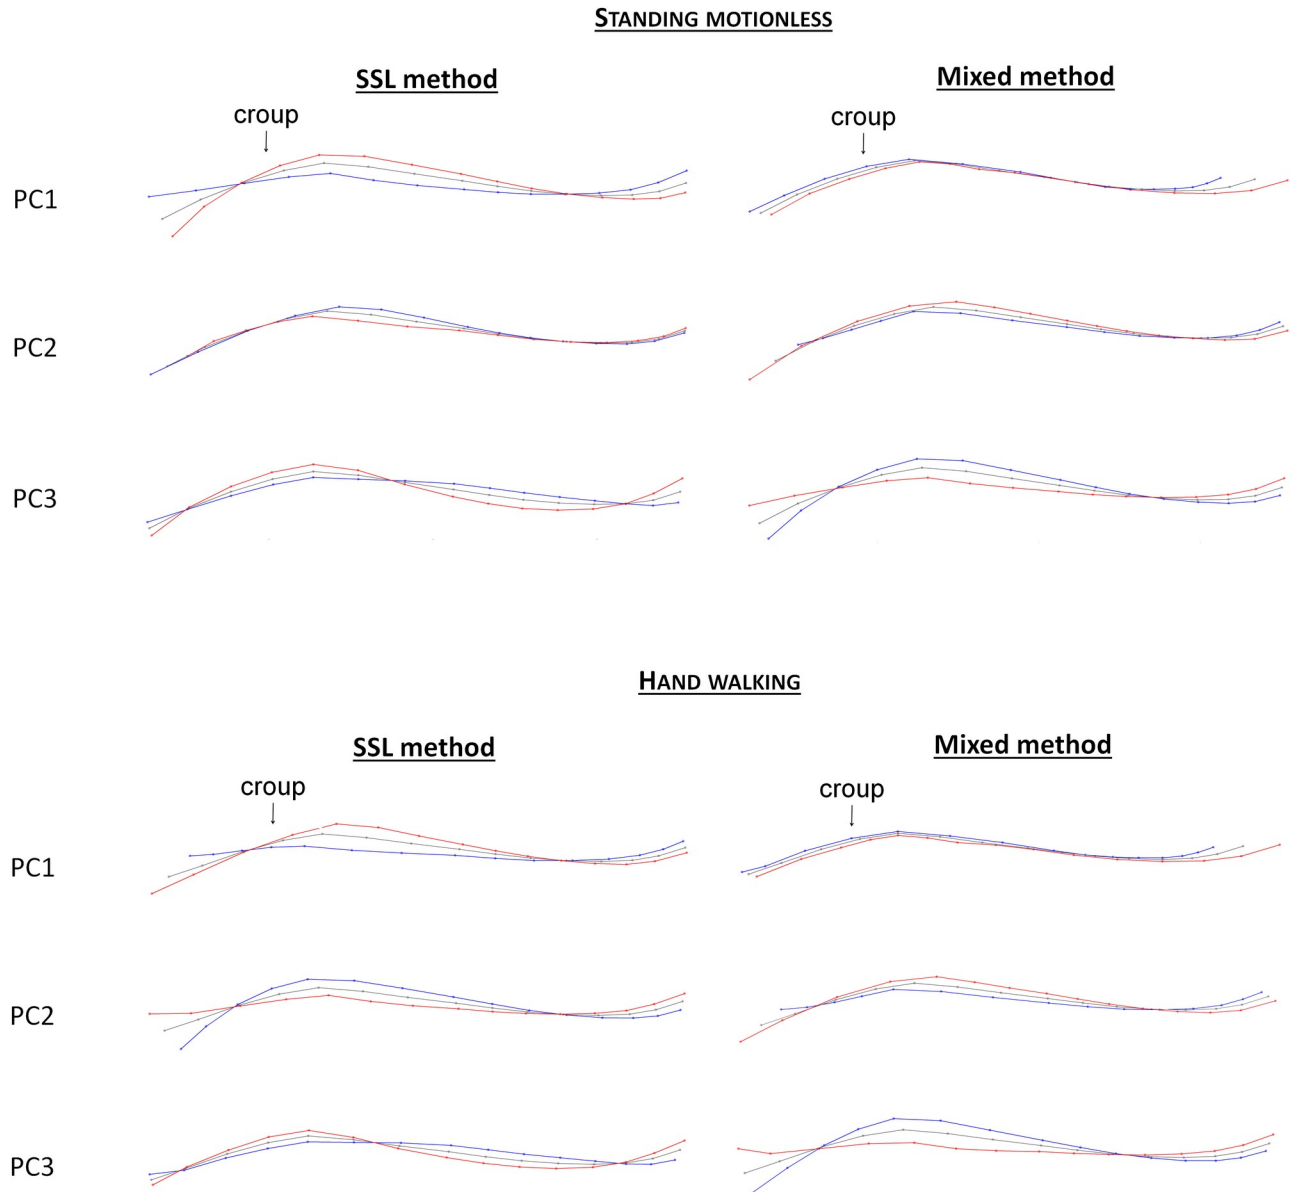 STANDING MOTIONLESS
SSL method
Mixed method
croup
croup
PC1
PC2
PC3
HAND WALKING
SSL method
Mixed method
croup
croup
PC1
PC2
PC3